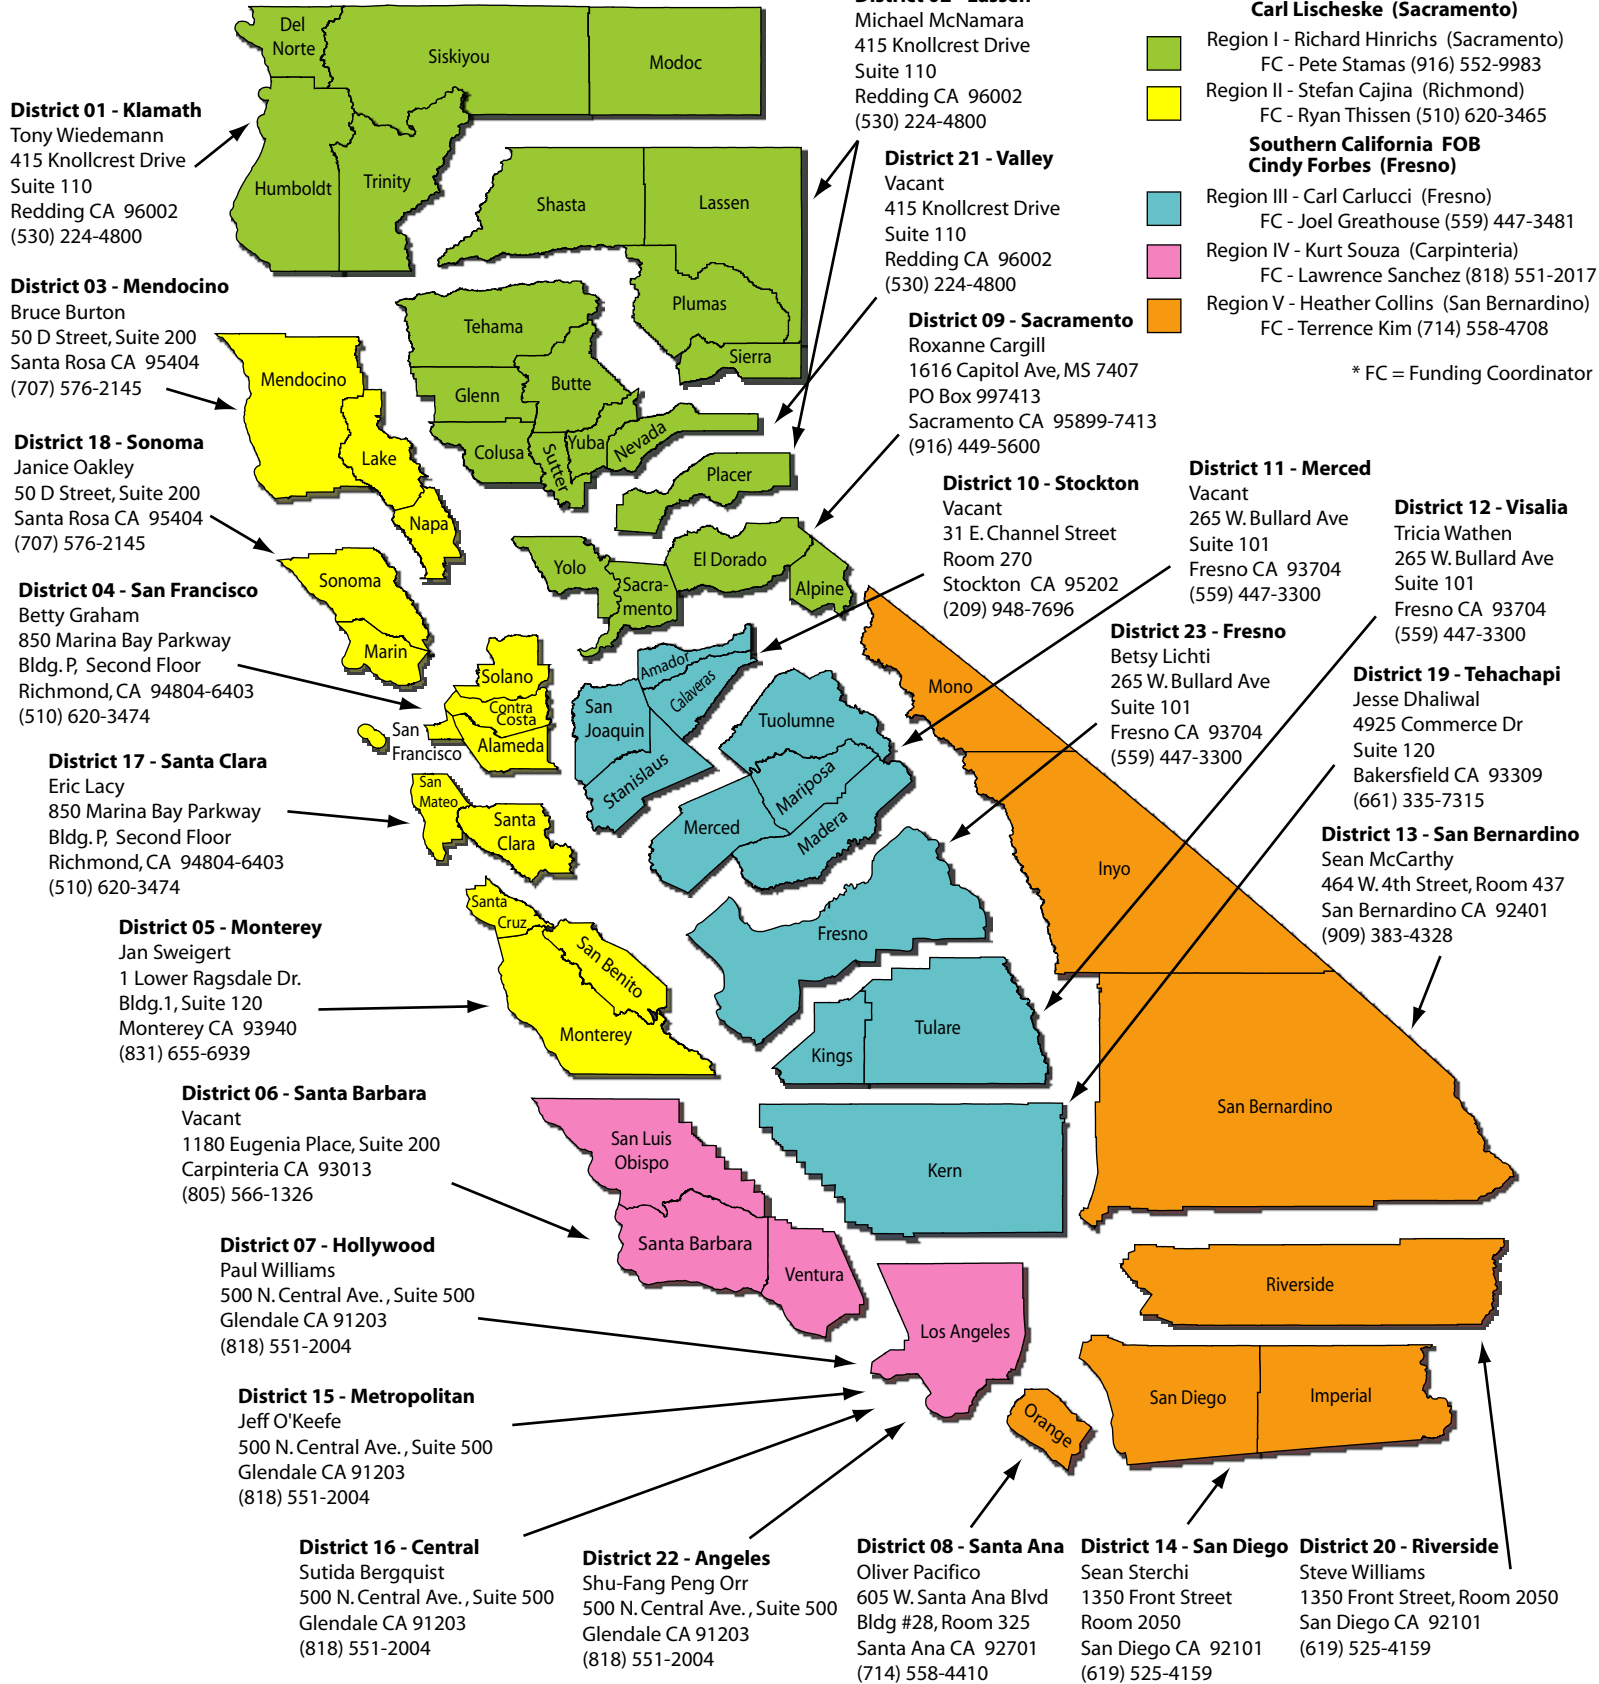 District 02 - Lassen
Michael McNamara
415 Knollcrest Drive
Suite 110
Redding CA 96002
(530) 224-4800
Carl Lischeske (Sacramento)
Region I - Richard Hinrichs (Sacramento)
FC - Pete Stamas (916) 552-9983
Region II - Stefan Cajina (Richmond)
FC - Ryan Thissen (510) 620-3465
Southern California FOB
Cindy Forbes (Fresno)
Region III - Carl Carlucci (Fresno)
FC - Joel Greathouse (559) 447-3481
Region IV - Kurt Souza (Carpinteria)
FC - Lawrence Sanchez (818) 551-2017
Region V - Heather Collins (San Bernardino)
FC - Terrence Kim (714) 558-4708
* FC = Funding Coordinator
District 01 - Klamath
Tony Wiedemann
415 Knollcrest Drive
Suite 110
Redding CA 96002
(530) 224-4800
District 21 - Valley
Vacant
415 Knollcrest Drive
Suite 110
Redding CA 96002
(530) 224-4800
District 03 - Mendocino
Bruce Burton
50 D Street, Suite 200
Santa Rosa CA 95404
(707) 576-2145
District 09 - Sacramento
Roxanne Cargill
1616 Capitol Ave, MS 7407
PO Box 997413
Sacramento CA 95899-7413
(916) 449-5600
District 18 - Sonoma
Janice Oakley
50 D Street, Suite 200
Santa Rosa CA 95404
(707) 576-2145
District 10 - Stockton
Vacant
31 E. Channel Street
Room 270
Stockton CA 95202
(209) 948-7696
District 11 - Merced
Vacant
265 W. Bullard Ave
Suite 101
Fresno CA 93704
(559) 447-3300
District 12 - Visalia
Tricia Wathen
265 W. Bullard Ave
Suite 101
Fresno CA 93704
(559) 447-3300
District 04 - San Francisco
Betty Graham
850 Marina Bay Parkway
Bldg. P, Second Floor
Richmond, CA 94804-6403
(510) 620-3474
District 23 - Fresno
Betsy Lichti
265 W. Bullard Ave
Suite 101
Fresno CA 93704
(559) 447-3300
District 19 - Tehachapi
Jesse Dhaliwal
4925 Commerce Dr
Suite 120
Bakersfield CA 93309
(661) 335-7315
District 17 - Santa Clara
Eric Lacy
850 Marina Bay Parkway
Bldg. P, Second Floor
Richmond, CA 94804-6403
(510) 620-3474
District 13 - San Bernardino
Sean McCarthy
464 W. 4th Street, Room 437
San Bernardino CA 92401
(909) 383-4328
District 05 - Monterey
Jan Sweigert
1 Lower Ragsdale Dr.
Bldg.1, Suite 120
Monterey CA 93940
(831) 655-6939
District 06 - Santa Barbara
Vacant
1180 Eugenia Place, Suite 200
Carpinteria CA 93013
(805) 566-1326
District 07 - Hollywood
Paul Williams
500 N. Central Ave., Suite 500
Glendale CA 91203
(818) 551-2004
District 15 - Metropolitan
Jeff O'Keefe
500 N. Central Ave., Suite 500
Glendale CA 91203
(818) 551-2004
District 16 - Central
Sutida Bergquist
500 N. Central Ave., Suite 500
Glendale CA 91203
(818) 551-2004
District 22 - Angeles
Shu-Fang Peng Orr
500 N. Central Ave., Suite 500
Glendale CA 91203
(818) 551-2004
District 08 - Santa Ana
Oliver Pacifico
605 W. Santa Ana Blvd
Bldg #28, Room 325
Santa Ana CA 92701
(714) 558-4410
District 14 - San Diego
Sean Sterchi
1350 Front Street
Room 2050
San Diego CA 92101
(619) 525-4159
District 20 - Riverside
Steve Williams
1350 Front Street, Room 2050
San Diego CA 92101
(619) 525-4159
Del
Norte
Siskiyou
Modoc
Humboldt
Trinity
Shasta
Lassen
Plumas
Sierra
Tehama
Glenn
Butte
Colusa
Sutter
Yuba
Nevada
Placer
Mendocino
Lake
Napa
Yolo
Sacra-
mento
El Dorado
Alpine
Sonoma
Marin
Solano
Contra
Costa
Alameda
San
Francisco
Amador
Calaveras
San
Joaquin
Stanislaus
Tuolumne
Mariposa
Merced
Madera
Mono
Inyo
San
Mateo
Santa
Clara
Santa
Cruz
San Benito
Monterey
Fresno
Kings
Tulare
Kern
San Bernardino
San Luis
Obispo
Santa Barbara
Ventura
Los Angeles
Riverside
Orange
San Diego
Imperial